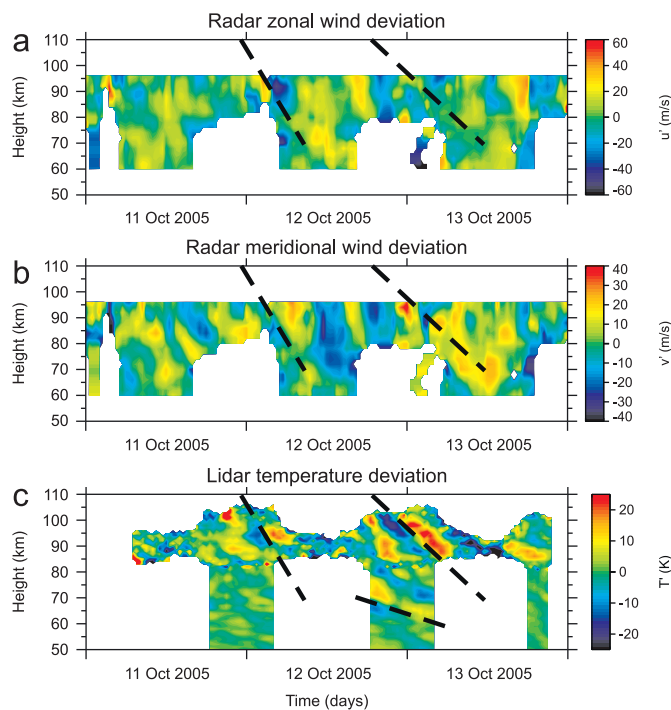 Radar zonal wind deviation
a
110
100
90
80
70
60
50
Height (km)
11 Oct 2005 12 Oct 2005 13 Oct 2005
60
40
20
0
-20
-40
-60
u' (m/s)
Radar meridional wind deviation
b
110
100
90
80
70
60
50
Height (km)
11 Oct 2005 12 Oct 2005 13 Oct 2005
40
30
20
10
0
-10
-20
-30
-40
v' (m/s)
Lidar temperature deviation
c
110
100
90
80
70
60
50
Height (km)
11 Oct 2005 12 Oct 2005 13 Oct 2005
Time (days)
20
10
0
-10
-20
T' (K)